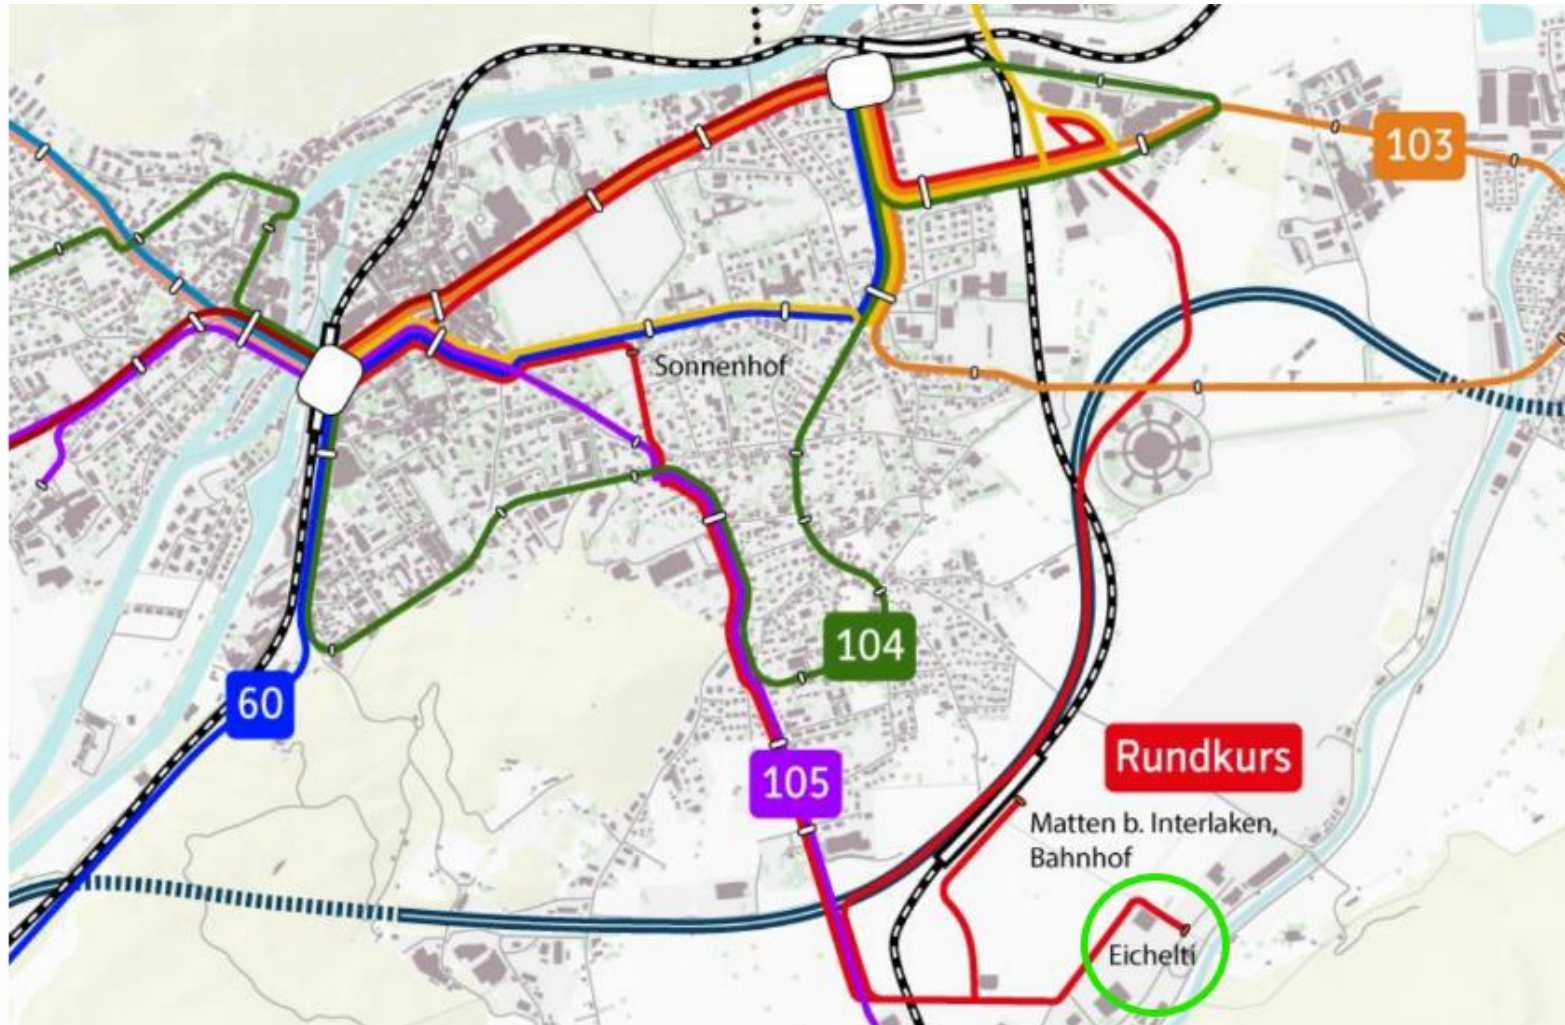 103
Sonnenhof
104
60
Rundkurs
105
Matten b. Interlaken,
Bahnhof
Eichelti